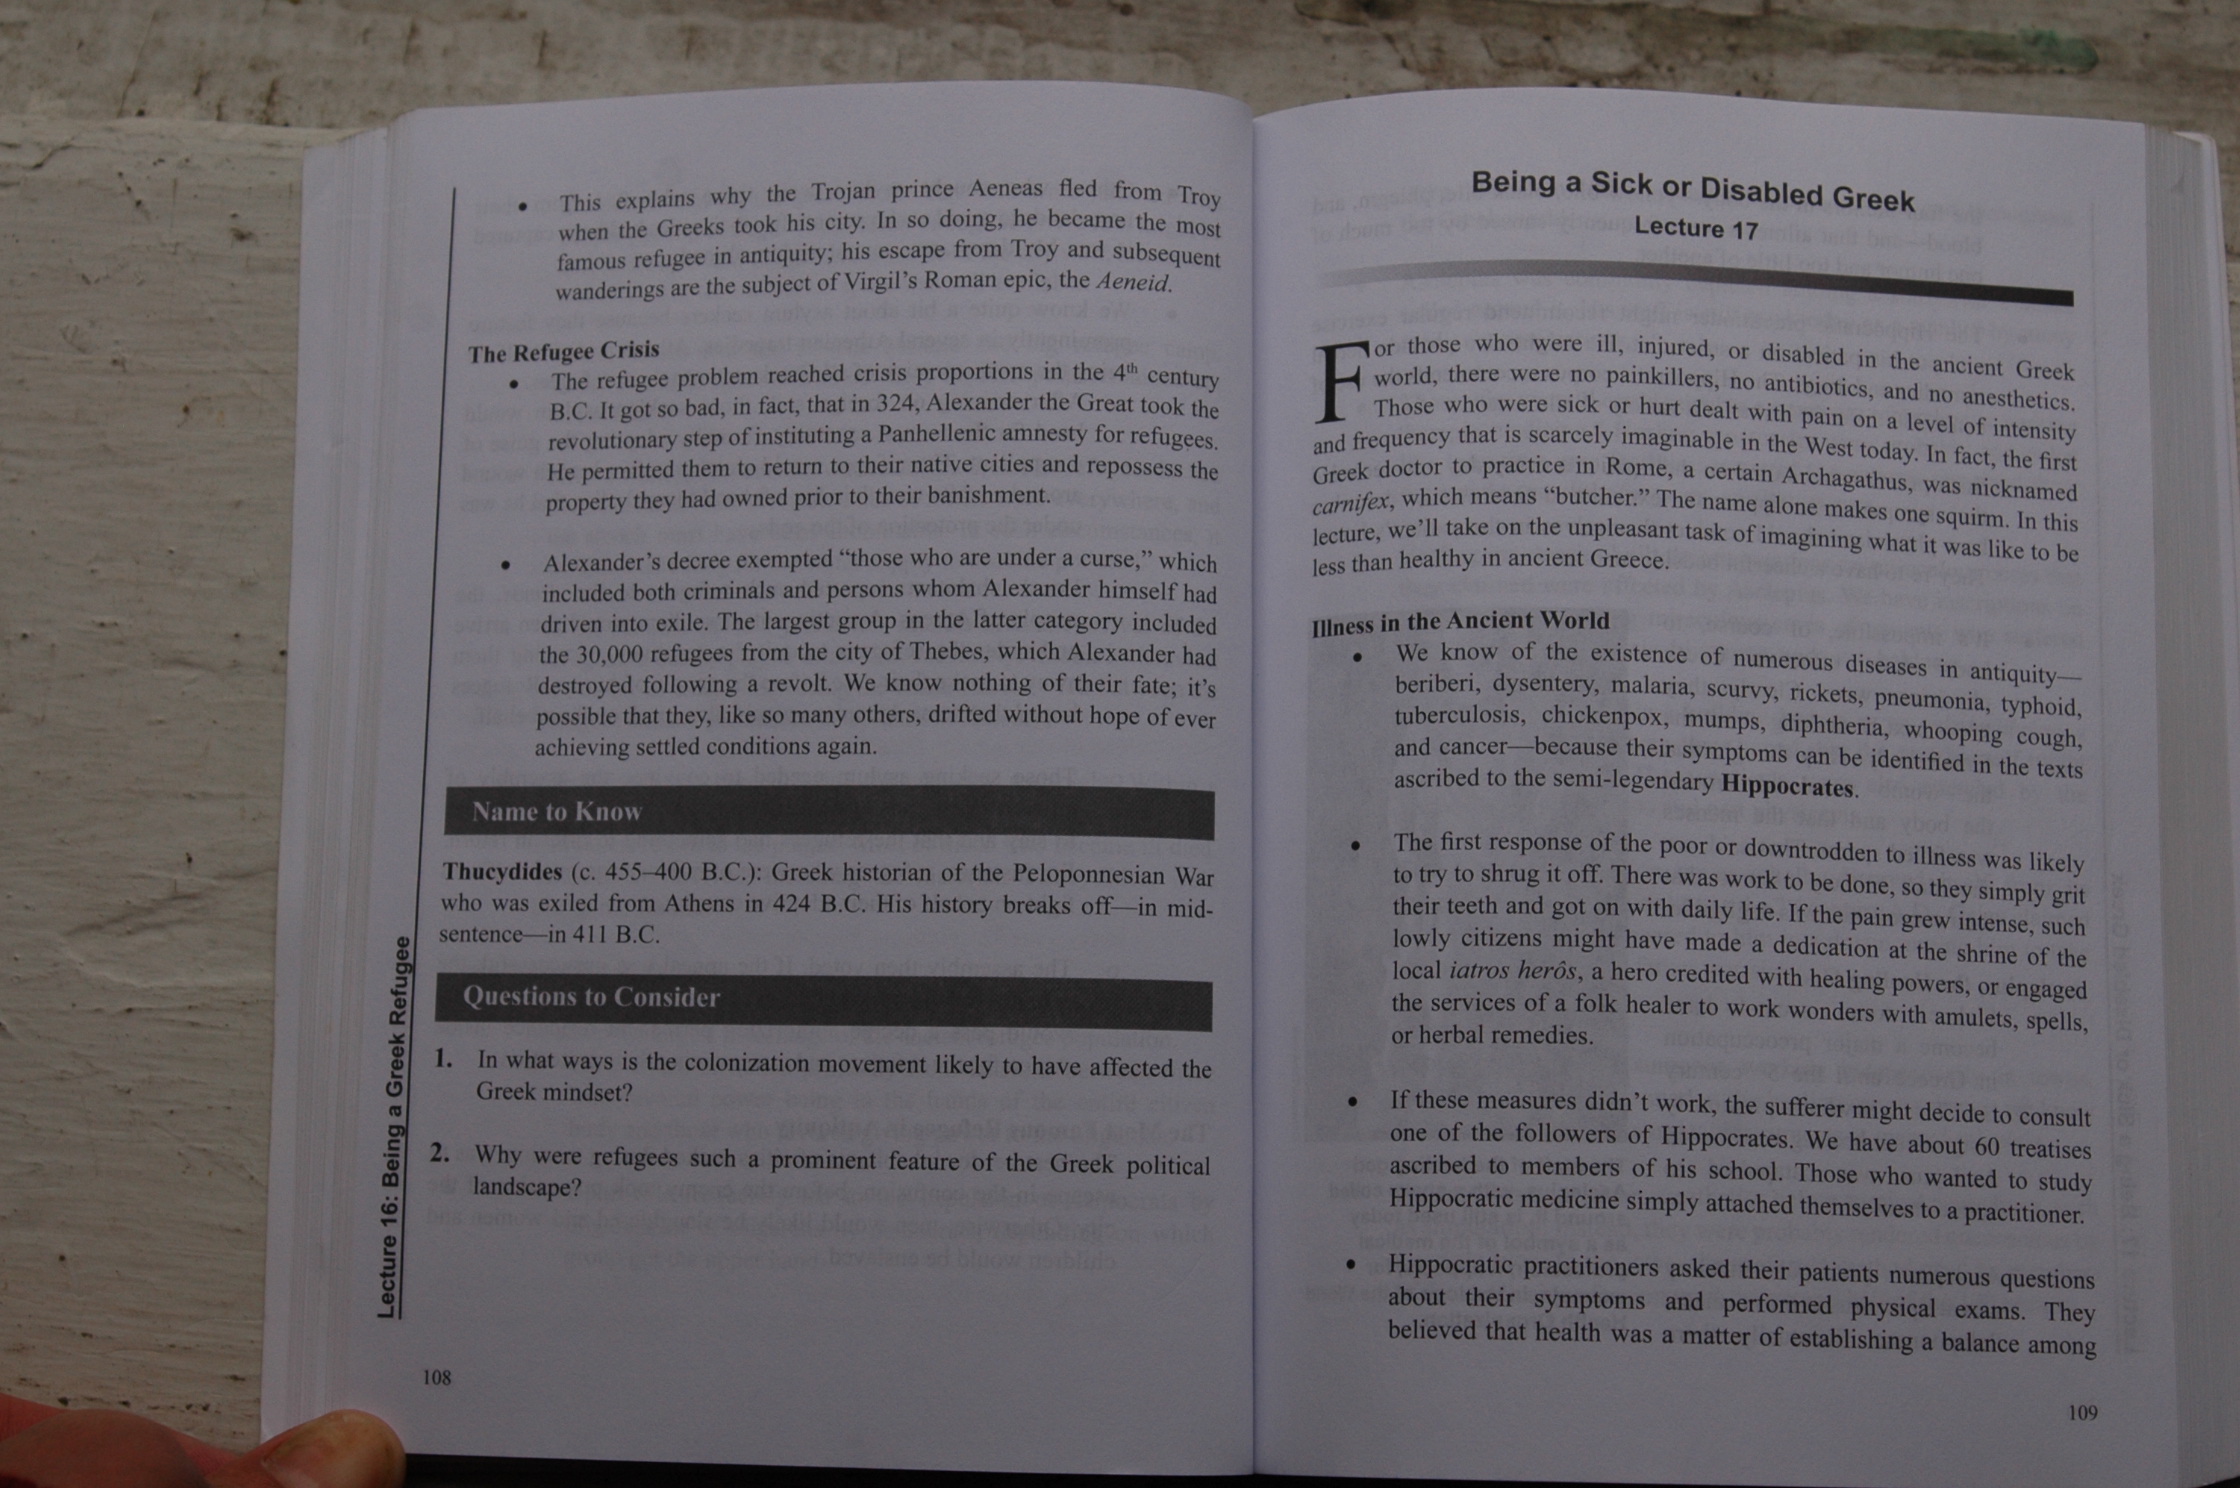 • This explains why the Trojan prince Aeneas fled from Troy
when the Greeks took his city. In so doing, he became the most
famous refugee in antiquity; his escape from Troy and subsequent
wanderings are the subject of Virgil's Roman epic, the Aeneid.
The Refugee Crisis
• The refugee problem reached crisis proportions in the 4th century
B.C. It got so bad, in fact, that in 324, Alexander the Great took the
revolutionary step of instituting a Panhellenic amnesty for refugees.
He permitted them to return to their native cities and repossess the
property they had owned prior to their banishment.
• Alexander's decree exempted “those who are under a curse,” which
included both criminals and persons whom Alexander himself had
driven into exile. The largest group in the latter category included
the 30,000 refugees from the city of Thebes, which Alexander had
destroyed following a revolt. We know nothing of their fate; it's
possible that they, like so many others, drifted without hope of ever
achieving settled conditions again.
Name to Know
Thucydides (c. 455–400 B.C.): Greek historian of the Peloponnesian War
who was exiled from Athens in 424 B.C. His history breaks off—in mid-
sentence—in 411 B.C.
Questions to Consider
1. In what ways is the colonization movement likely to have affected the
Greek mindset?
2. Why were refugees such a prominent feature of the Greek political
landscape?
Lecture 16: Being a Greek Refugee
108
Being a Sick or Disabled Greek
Lecture 17
For those who were ill, injured, or disabled in the ancient Greek
world, there were no painkillers, no antibiotics, and no anesthetics.
Those who were sick or hurt dealt with pain on a level of intensity
and frequency that is scarcely imaginable in the West today. In fact, the first
Greek doctor to practice in Rome, a certain Archagathus, was nicknamed
carnifex, which means “butcher.” The name alone makes one squirm. In this
lecture, we'll take on the unpleasant task of imagining what it was like to be
less than healthy in ancient Greece.
Illness in the Ancient World
• We know of the existence of numerous diseases in antiquity—
beriberi, dysentery, malaria, scurvy, rickets, pneumonia, typhoid,
tuberculosis, chickenpox, mumps, diphtheria, whooping cough,
and cancer—because their symptoms can be identified in the texts
ascribed to the semi-legendary Hippocrates.
• The first response of the poor or downtrodden to illness was likely
to try to shrug it off. There was work to be done, so they simply grit
their teeth and got on with daily life. If the pain grew intense, such
lowly citizens might have made a dedication at the shrine of the
local iatros herôs, a hero credited with healing powers, or engaged
the services of a folk healer to work wonders with amulets, spells,
or herbal remedies.
• If these measures didn't work, the sufferer might decide to consult
one of the followers of Hippocrates. We have about 60 treatises
ascribed to members of his school. Those who wanted to study
Hippocratic medicine simply attached themselves to a practitioner.
• Hippocratic practitioners asked their patients numerous questions
about their symptoms and performed physical exams. They
believed that health was a matter of establishing a balance among
109